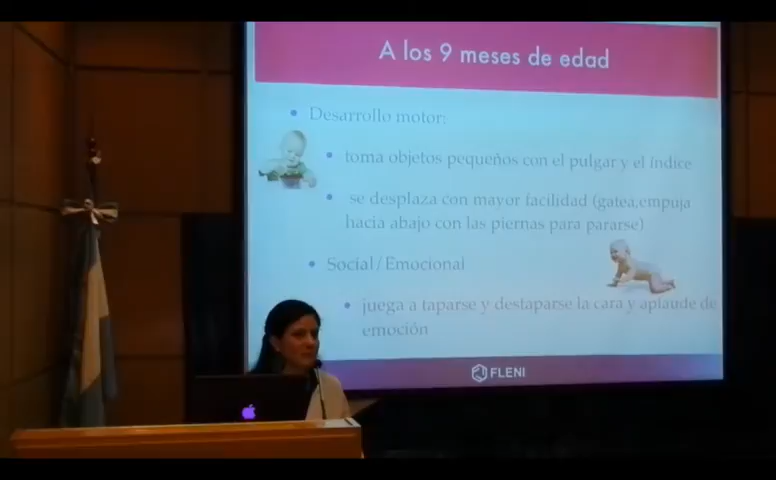 A los 9 meses de edad
Desarrollo motor:
toma objetos pequeños con el pulgar y el índice
se desplaza con mayor facilidad (gatea,empuja
hacia abajo con las piernas para pararse)
Social/Emocional
juega a taparse y destaparse la cara y aplaude de
emoción
FLENI